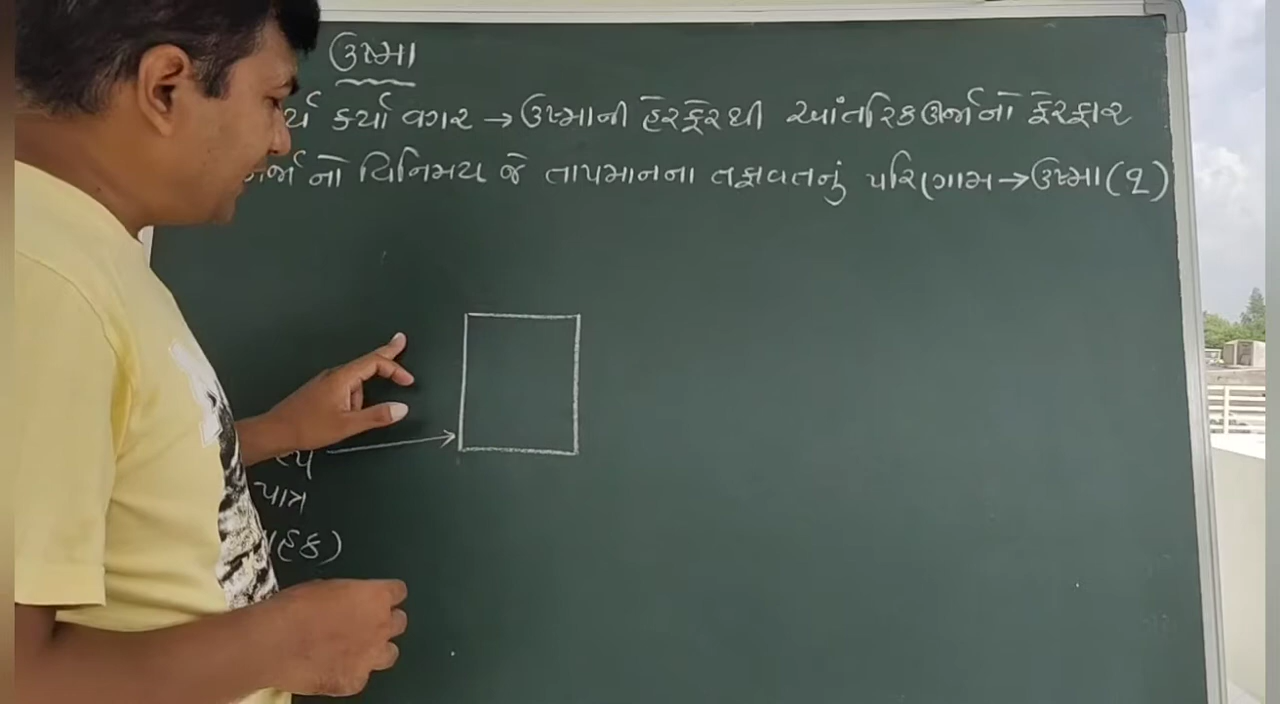 ઉષ્મા
ર્ય કર્યા વગર → ઉષ્માની હેરફેરથી આંતરિકઊર્જાનો ફેરફાર
ર્જાનો વિનિમય જે તાપમાનના તફાવતનું પરિણામ → ઉષ્મા (q)
પાત્ર